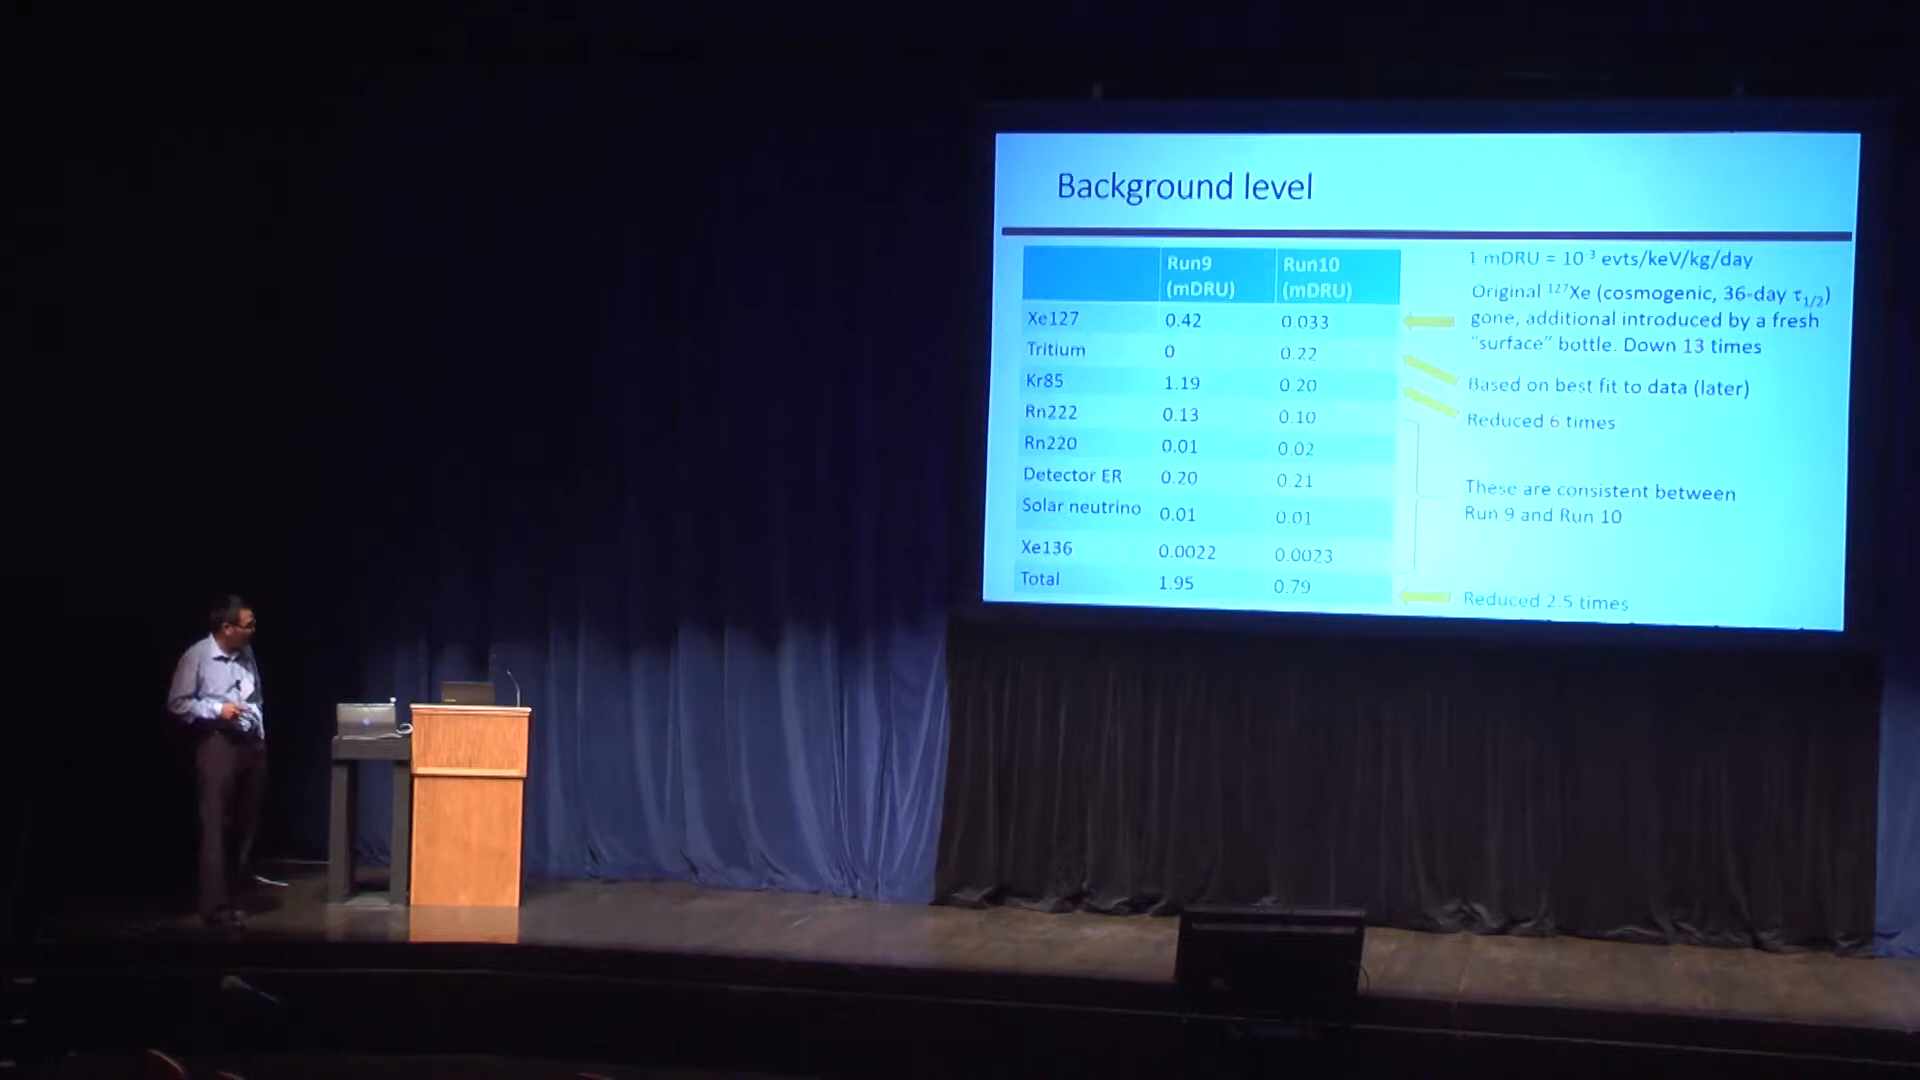 Background level
Run9 Run10
(mDRU) (mDRU)
Xe127 0.42 0.033
Tritium 0 0.22
Kr85 1.19 0.20
Rn222 0.13 0.10
Rn220 0.01 0.02
Detector ER 0.20 0.21
Solar neutrino 0.01 0.01
Xe136 0.0022 0.0023
Total 1.95 0.79
1 mDRU = 10⁻³ evts/keV/kg/day
Original ¹²⁷Xe (cosmogenic, 36-day τ₁/₂)
gone, additional introduced by a fresh
“surface” bottle. Down 13 times
Based on best fit to data (later)
Reduced 6 times
These are consistent between
Run 9 and Run 10
Reduced 2.5 times